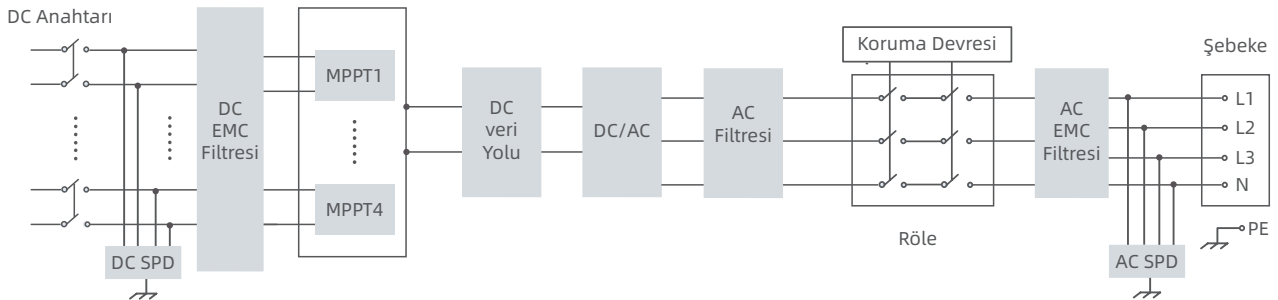 DC Anahtarı
DC SPD
DC
EMC
Filtresi
MPPT1
MPPT4
DC
veri
Yolu
DC/AC
AC
Filtresi
Koruma Devresi
Röle
AC
EMC
Filtresi
AC SPD
Şebeke
L1
L2
L3
N
PE